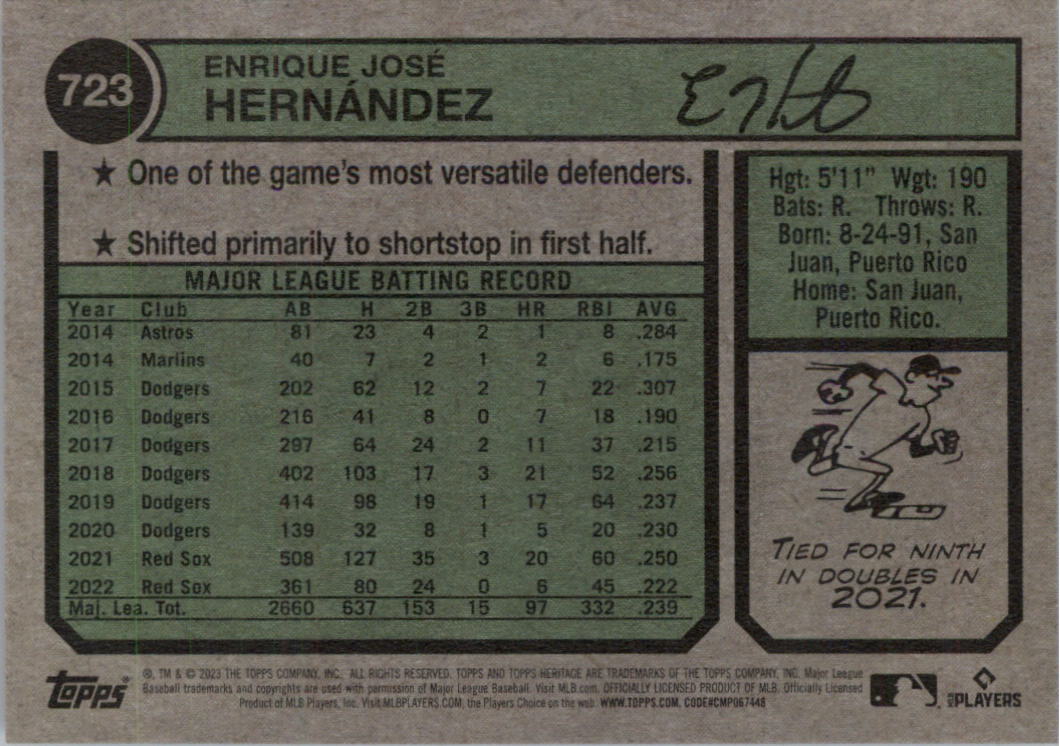 723
ENRIQUE JOSÉ
HERNÁNDEZ
★ One of the game's most versatile defenders.
★ Shifted primarily to shortstop in first half.
MAJOR LEAGUE BATTING RECORD
Year Club AB H 2B 3B HR RBI AVG
2014 Astros 81 23 4 2 1 8 .284
2014 Marlins 40 7 2 1 2 6 .175
2015 Dodgers 202 62 12 2 7 22 .307
2016 Dodgers 216 41 8 0 7 18 .190
2017 Dodgers 297 64 24 2 11 37 .215
2018 Dodgers 402 103 17 3 21 52 .256
2019 Dodgers 414 98 19 1 17 64 .237
2020 Dodgers 139 32 8 1 5 20 .230
2021 Red Sox 508 127 35 3 20 60 .250
2022 Red Sox 361 80 24 0 6 45 .222
Maj. Lea. Tot. 2660 637 153 15 97 332 .239
Hgt: 5'11" Wgt: 190
Bats: R. Throws: R.
Born: 8-24-91, San
Juan, Puerto Rico
Home: San Juan,
Puerto Rico.
TIED FOR NINTH
IN DOUBLES IN
2021.
topps
®, TM & © 2023 THE TOPPS COMPANY, INC. ALL RIGHTS RESERVED. TOPPS AND TOPPS HERITAGE ARE TRADEMARKS OF THE TOPPS COMPANY, INC. Major League
Baseball trademarks and copyrights are used with permission of Major League Baseball. Visit MLB.com. OFFICIALLY LICENSED PRODUCT OF MLB. Officially Licensed
Product of MLB Players, Inc. Visit MLBPLAYERS.COM, the Players Choice on the web. WWW.TOPPS.COM. CODE#CMP067448
MLB PLAYERS